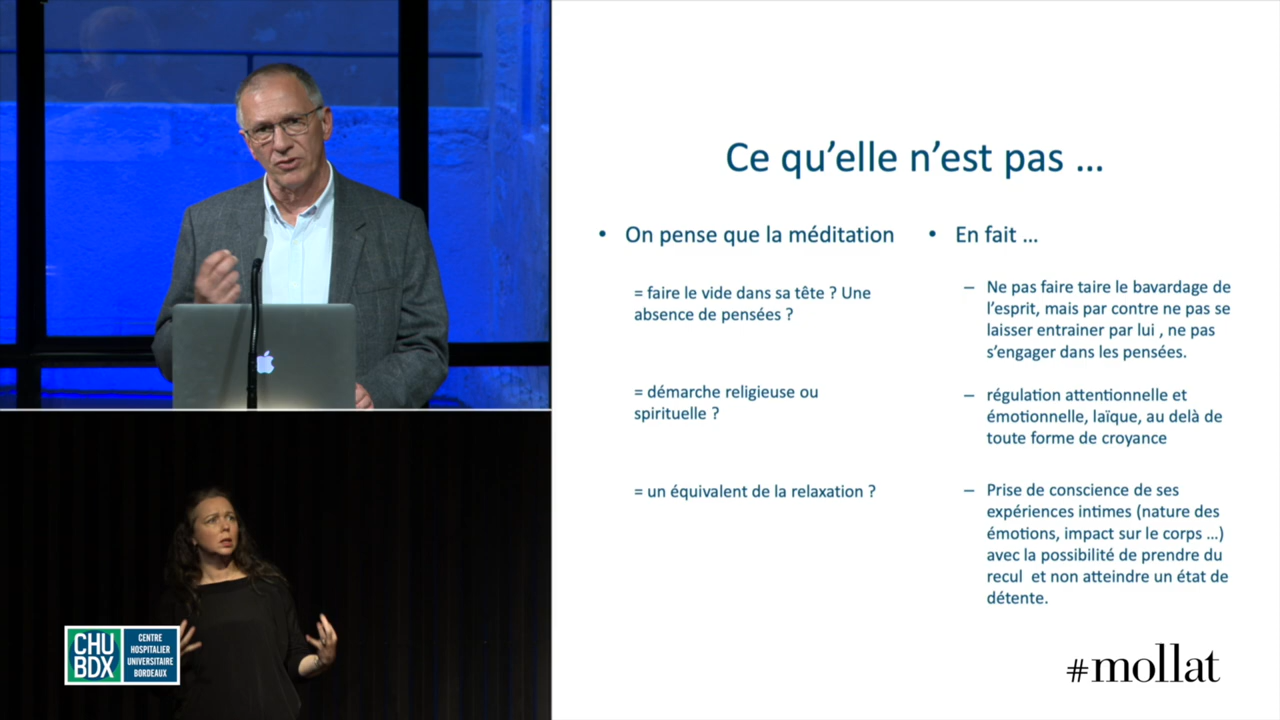 Ce qu’elle n’est pas ...
• On pense que la méditation
= faire le vide dans sa tête ? Une
absence de pensées ?
= démarche religieuse ou
spirituelle ?
= un équivalent de la relaxation ?
• En fait ...
– Ne pas faire taire le bavardage de
l’esprit, mais par contre ne pas se
laisser entrainer par lui , ne pas
s’engager dans les pensées.
– régulation attentionnelle et
émotionnelle, laïque, au delà de
toute forme de croyance
– Prise de conscience de ses
expériences intimes (nature des
émotions, impact sur le corps ...)
avec la possibilité de prendre du
recul et non atteindre un état de
détente.
CHU
BDX
CENTRE
HOSPITALIER
UNIVERSITAIRE
BORDEAUX
#mollat